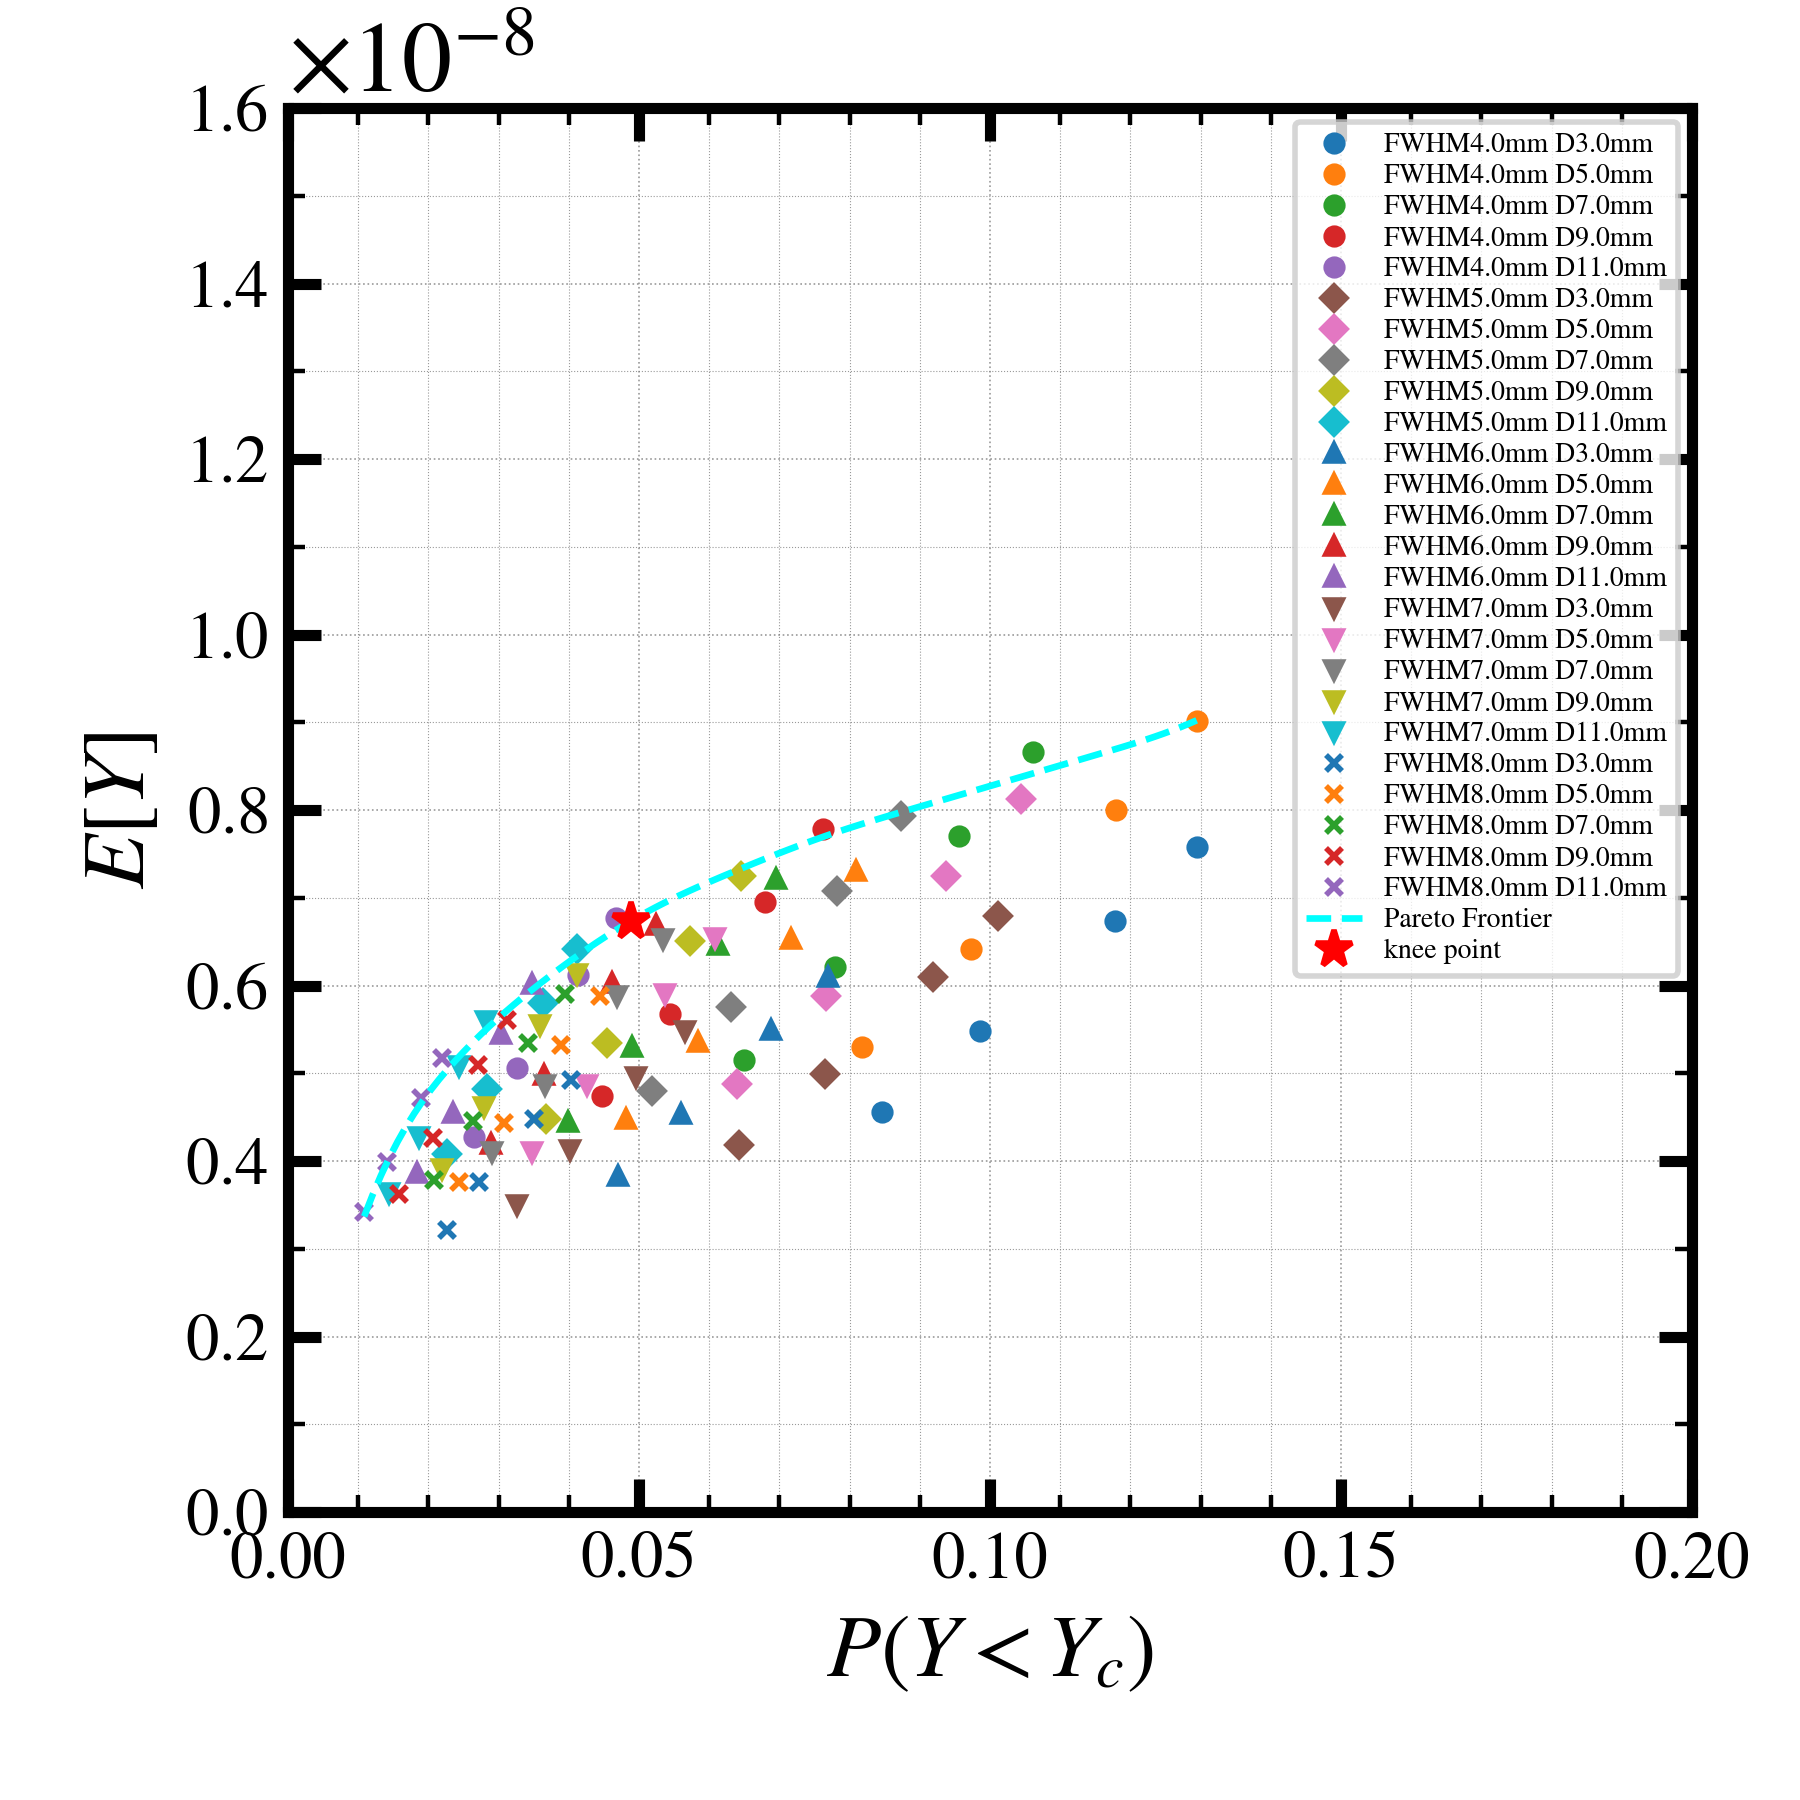 ×10⁻⁸
1.6
1.4
1.2
1.0
0.8
0.6
0.4
0.2
0.0
E[Y]
FWHM4.0mm D3.0mm
FWHM4.0mm D5.0mm
FWHM4.0mm D7.0mm
FWHM4.0mm D9.0mm
FWHM4.0mm D11.0mm
FWHM5.0mm D3.0mm
FWHM5.0mm D5.0mm
FWHM5.0mm D7.0mm
FWHM5.0mm D9.0mm
FWHM5.0mm D11.0mm
FWHM6.0mm D3.0mm
FWHM6.0mm D5.0mm
FWHM6.0mm D7.0mm
FWHM6.0mm D9.0mm
FWHM6.0mm D11.0mm
FWHM7.0mm D3.0mm
FWHM7.0mm D5.0mm
FWHM7.0mm D7.0mm
FWHM7.0mm D9.0mm
FWHM7.0mm D11.0mm
FWHM8.0mm D3.0mm
FWHM8.0mm D5.0mm
FWHM8.0mm D7.0mm
FWHM8.0mm D9.0mm
FWHM8.0mm D11.0mm
Pareto Frontier
knee point
0.00 0.05 0.10 0.15 0.20
P(Y < Y_c)